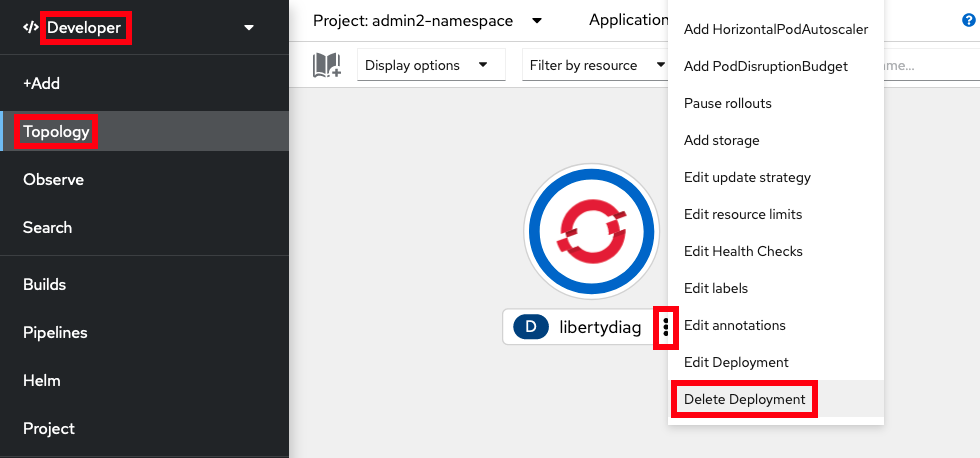 </> Developer
+Add
Topology
Observe
Search
Builds
Pipelines
Helm
Project
Project: admin2-namespace
Application
Display options
Filter by resource
me...
D libertydiag
Add HorizontalPodAutoscaler
Add PodDisruptionBudget
Pause rollouts
Add storage
Edit update strategy
Edit resource limits
Edit Health Checks
Edit labels
Edit annotations
Edit Deployment
Delete Deployment
?